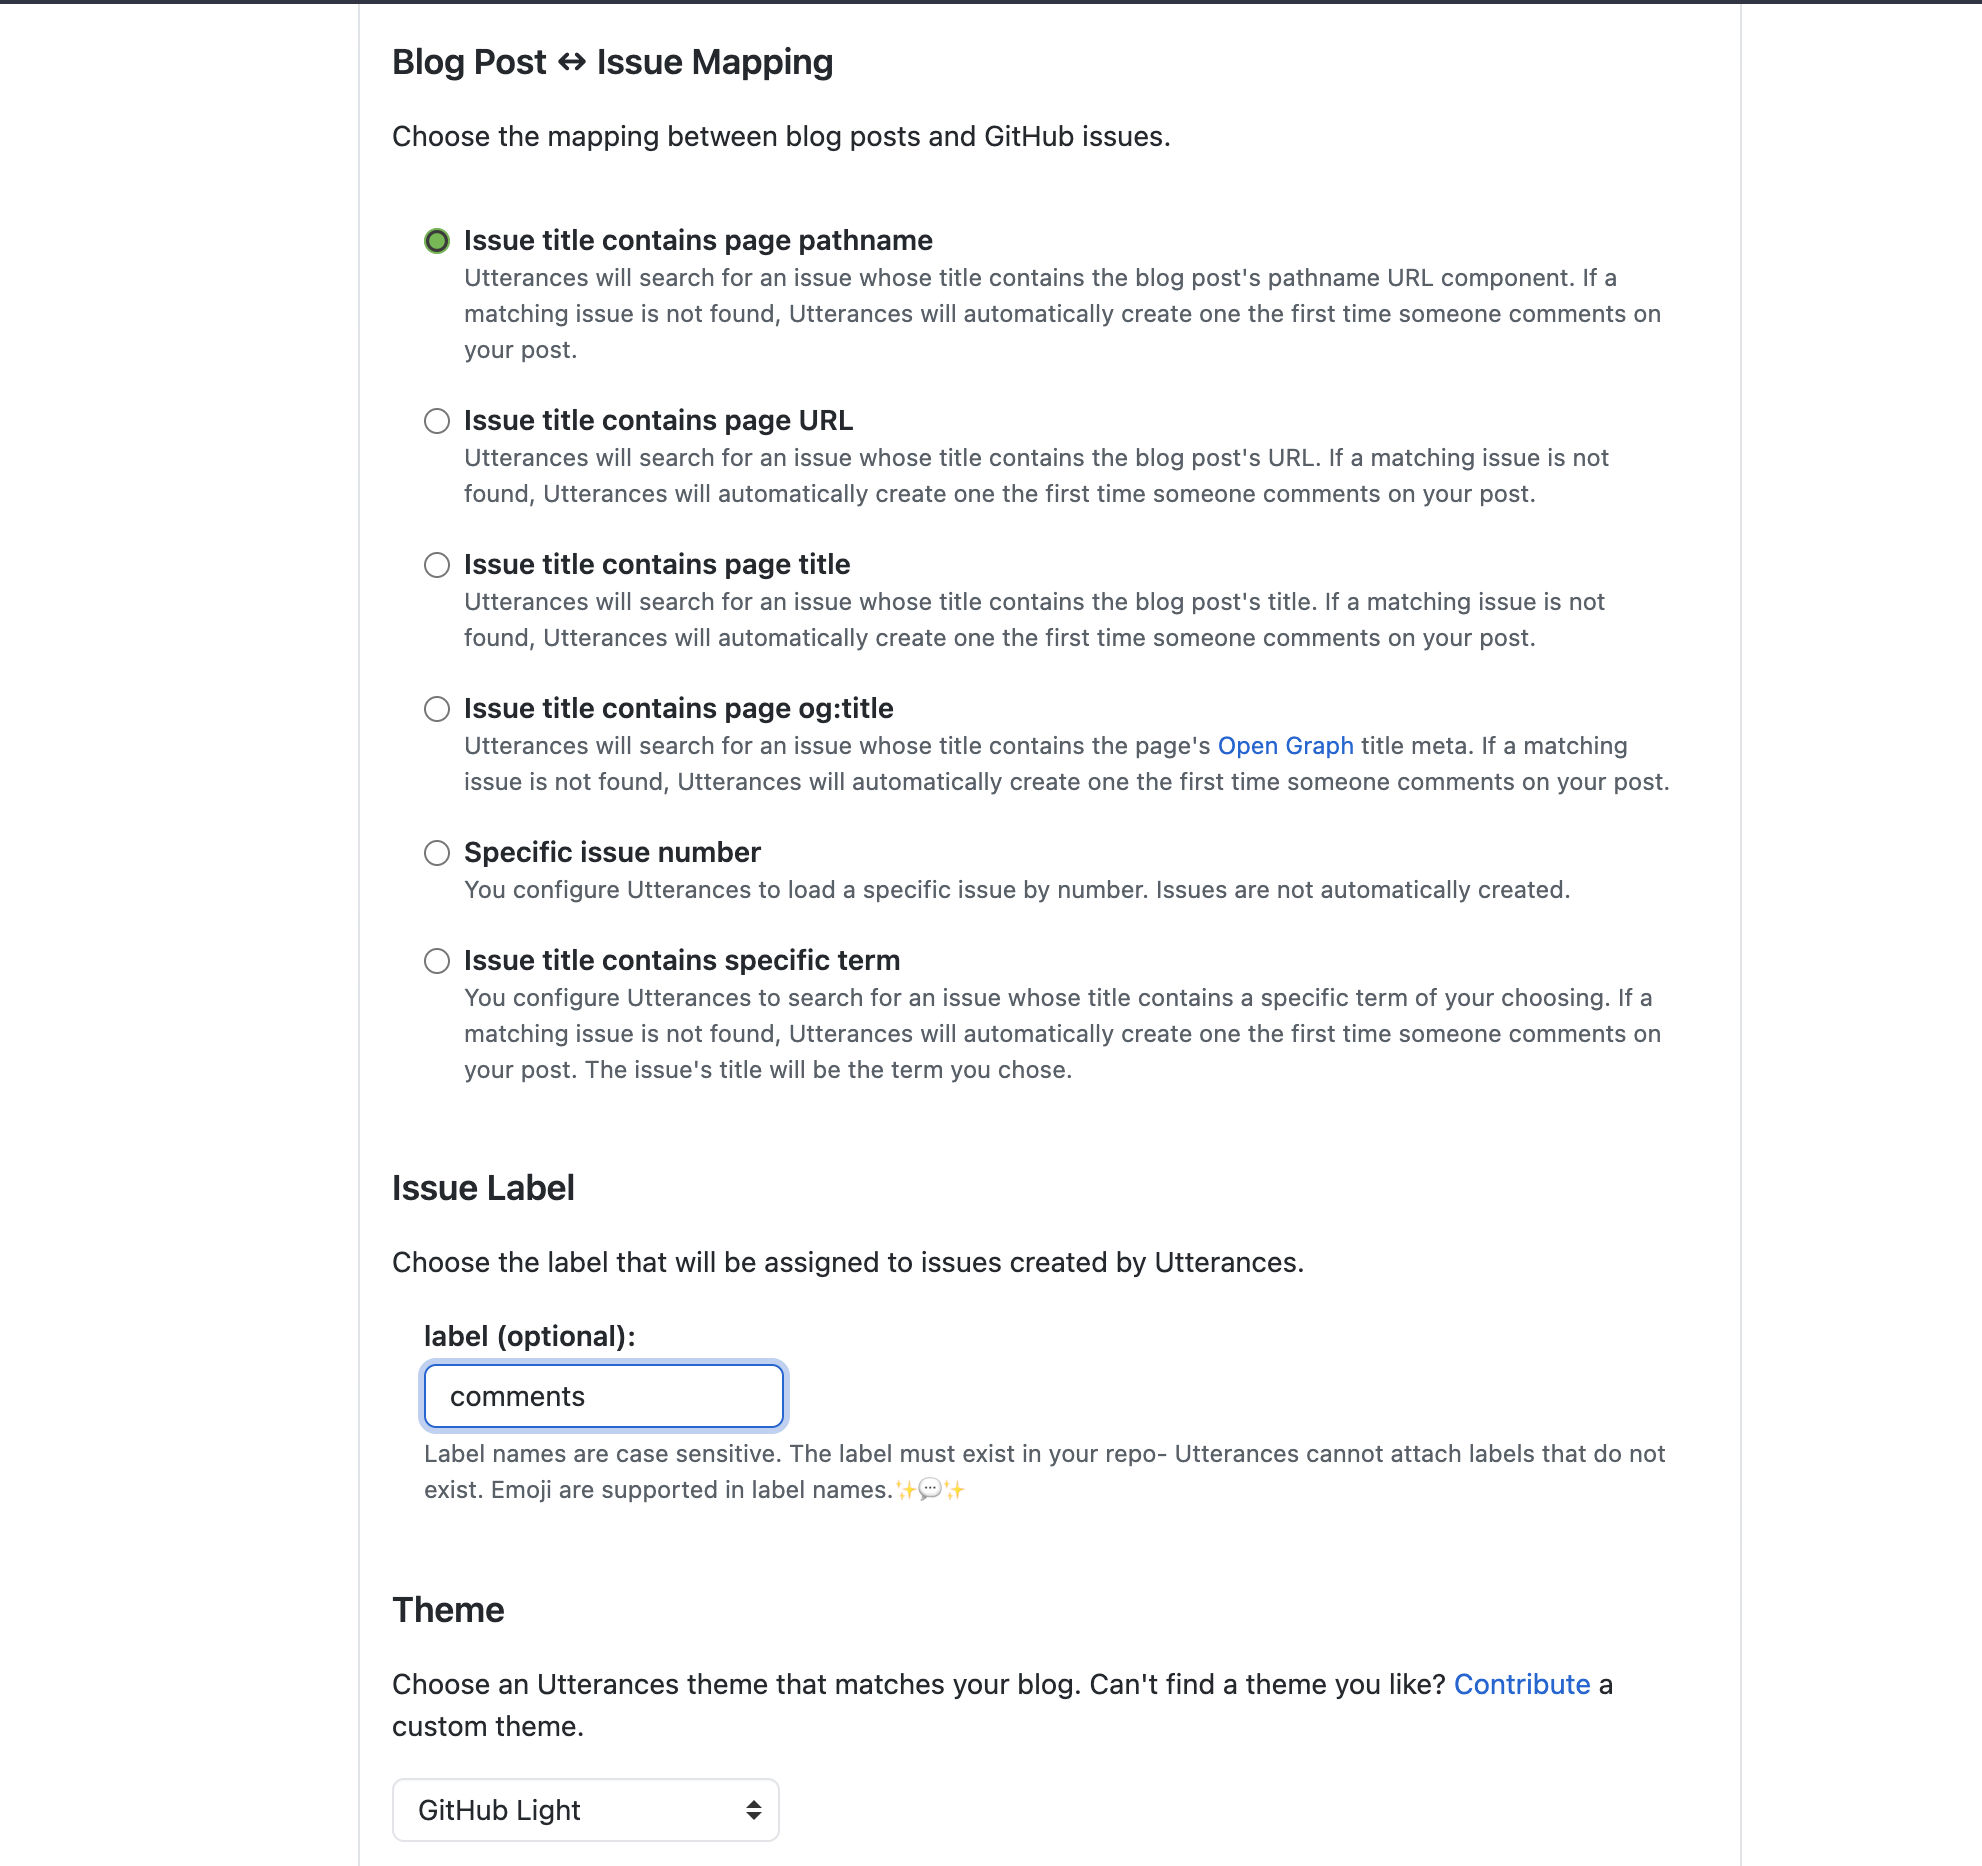 Blog Post ↔ Issue Mapping
Choose the mapping between blog posts and GitHub issues.
Issue title contains page pathname
Utterances will search for an issue whose title contains the blog post's pathname URL component. If a
matching issue is not found, Utterances will automatically create one the first time someone comments on
your post.
Issue title contains page URL
Utterances will search for an issue whose title contains the blog post's URL. If a matching issue is not
found, Utterances will automatically create one the first time someone comments on your post.
Issue title contains page title
Utterances will search for an issue whose title contains the blog post's title. If a matching issue is not
found, Utterances will automatically create one the first time someone comments on your post.
Issue title contains page og:title
Utterances will search for an issue whose title contains the page's Open Graph title meta. If a matching
issue is not found, Utterances will automatically create one the first time someone comments on your post.
Specific issue number
You configure Utterances to load a specific issue by number. Issues are not automatically created.
Issue title contains specific term
You configure Utterances to search for an issue whose title contains a specific term of your choosing. If a
matching issue is not found, Utterances will automatically create one the first time someone comments on
your post. The issue's title will be the term you chose.
Issue Label
Choose the label that will be assigned to issues created by Utterances.
label (optional):
comments
Label names are case sensitive. The label must exist in your repo- Utterances cannot attach labels that do not
exist. Emoji are supported in label names.✨💬✨
Theme
Choose an Utterances theme that matches your blog. Can't find a theme you like? Contribute a
custom theme.
GitHub Light